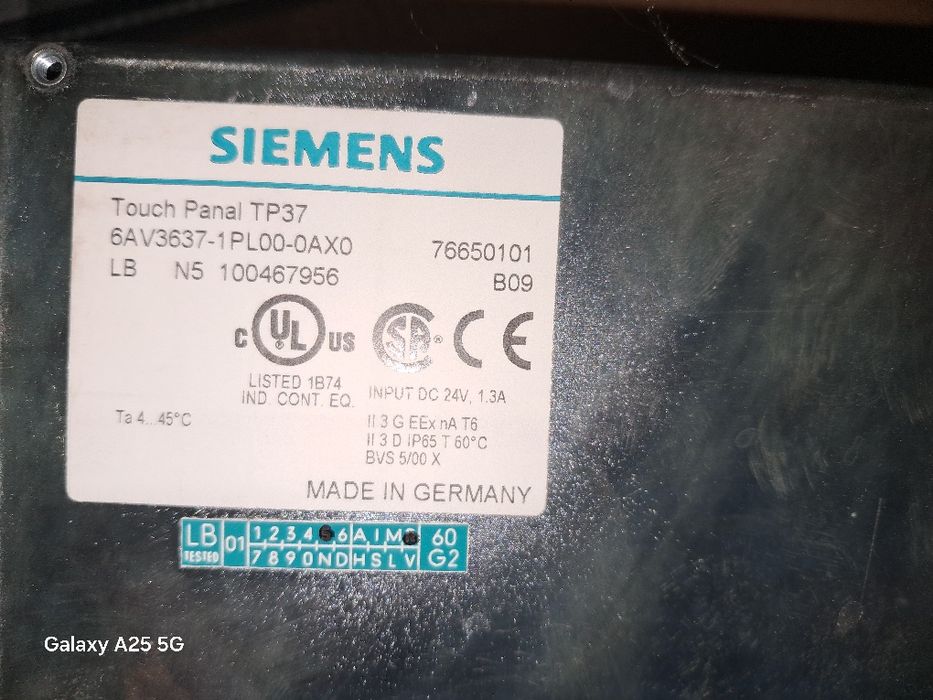 SIEMENS
Touch Panal TP37
6AV3637-1PL00-0AX0 76650101
LB N5 100467956 B09
C UL US SA CE
LISTED 1B74
IND. CONT. EQ. INPUT DC 24V, 1.3A
Ta 4...45°C II 3 G EEx nA T6
II 3 D IP65 T 60°C
BVS 5/00 X
MADE IN GERMANY
LB 01 1 2 3 4 6 A I M 60
TESTED 7 8 9 0 N D H S L V G2
Galaxy A25 5G